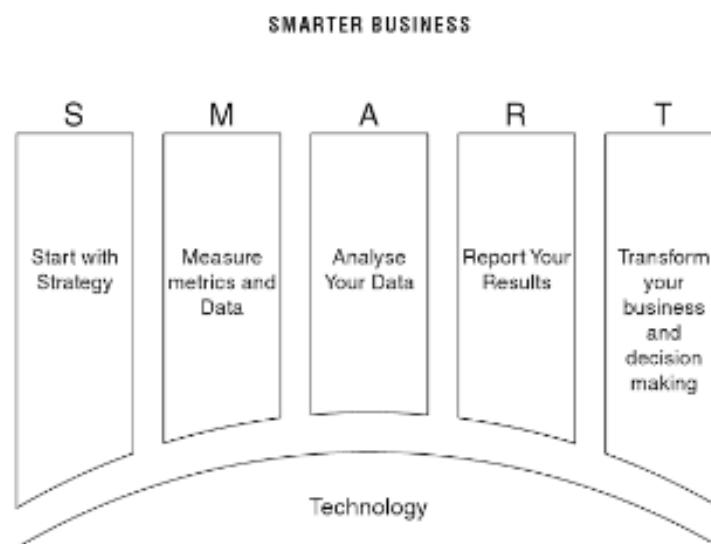 SMARTER BUSINESS
S M A R T
Start with
Strategy
Measure
metrics and
Data
Analyse
Your Data
Report Your
Results
Transform
your
business
and
decision
making
Technology